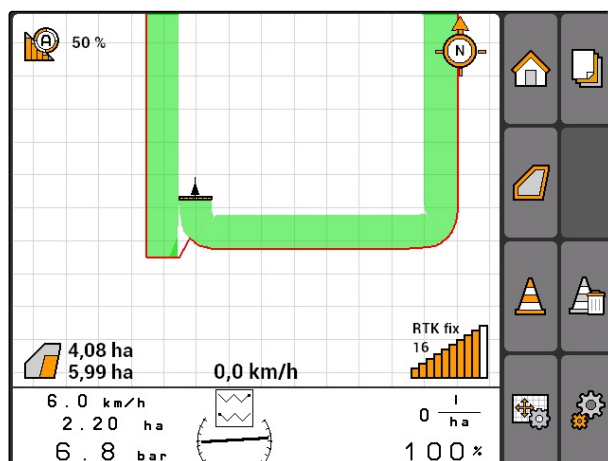 A 50 %
N
RTK fix
16
4,08 ha
5,99 ha
0,0 km/h
6.0 km/h
2.20 ha
6.8 bar
0 l/ha
100%